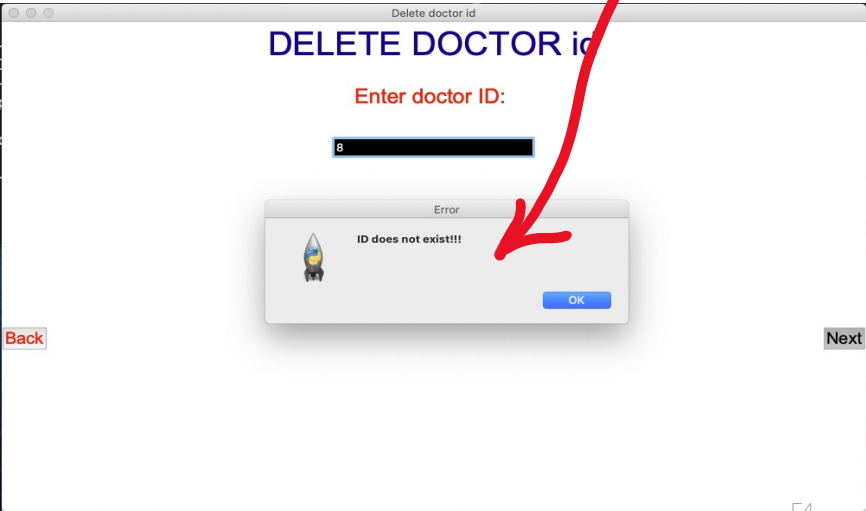 Delete doctor id
DELETE DOCTOR id
Enter doctor ID:
8
Error
ID does not exist!!!
OK
Back
Next